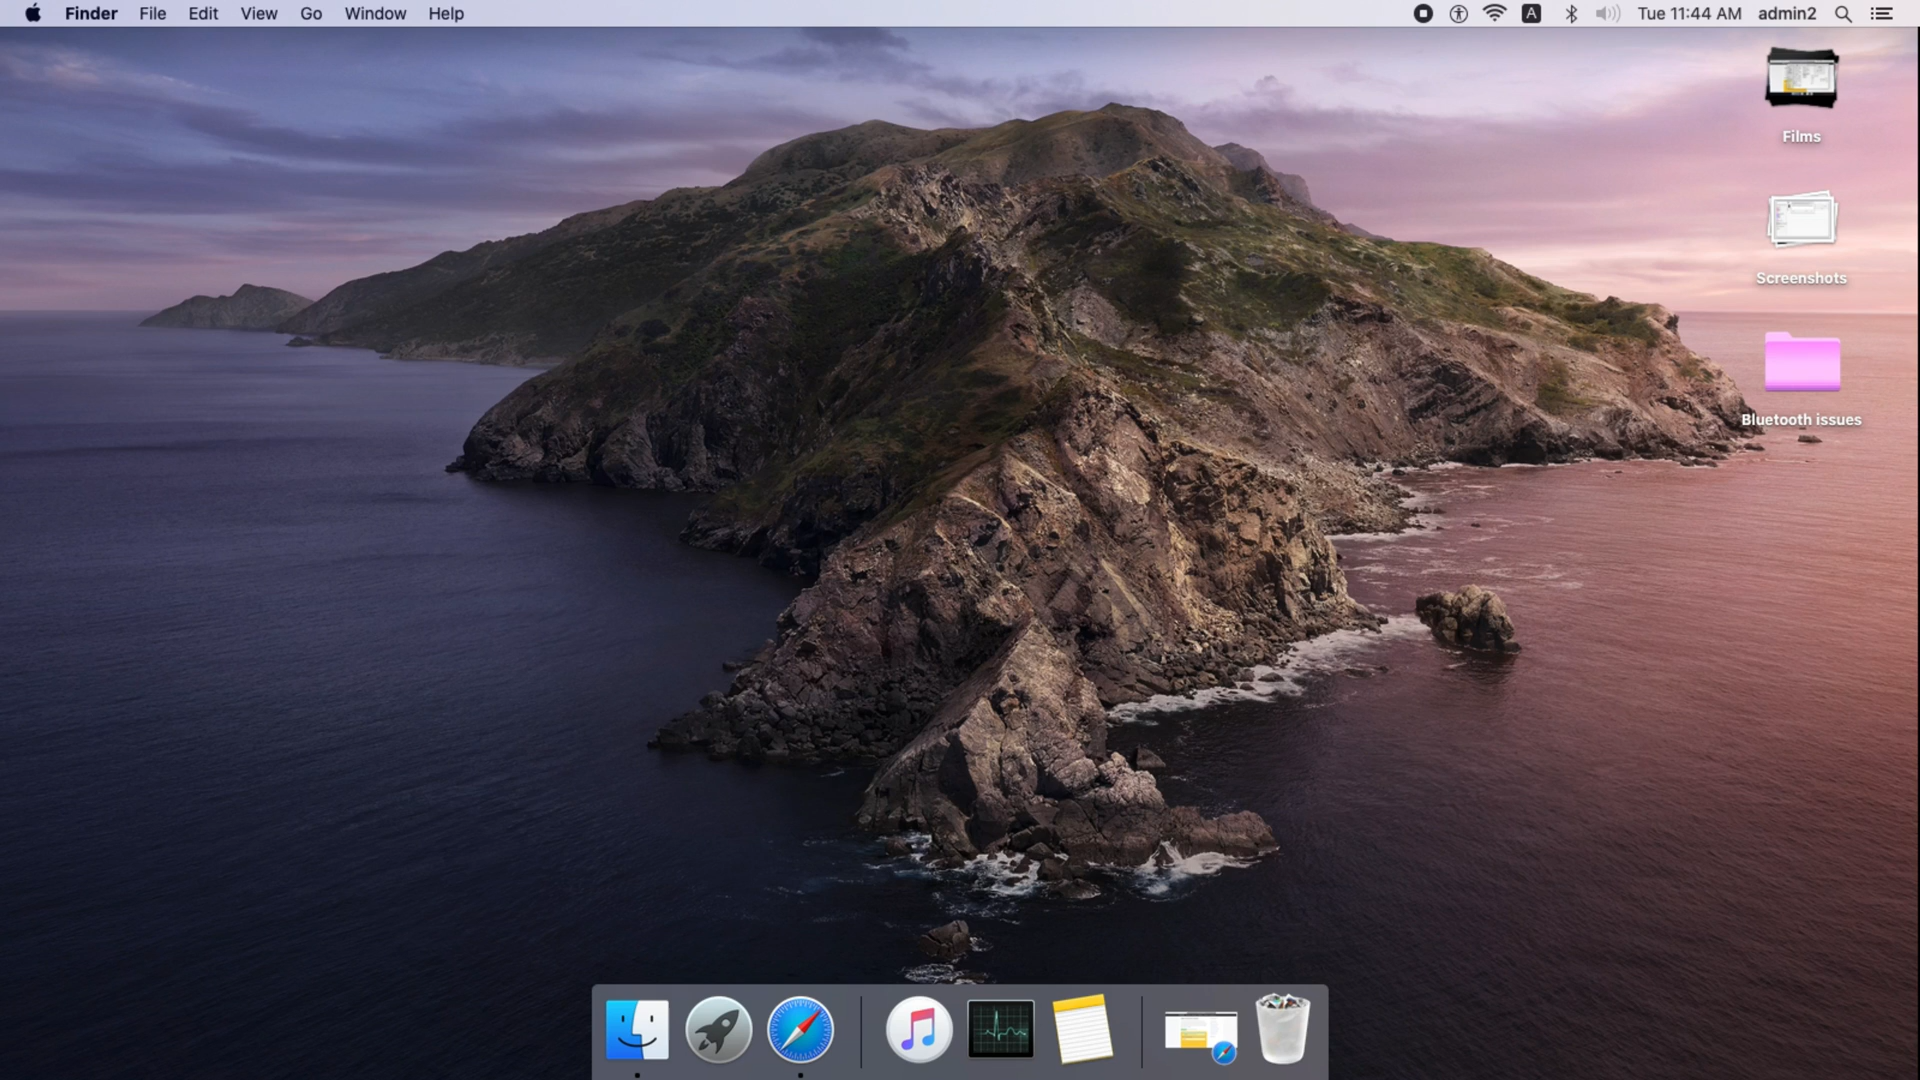 Finder File Edit View Go Window Help
A Tue 11:44 AM admin2
Films
Screenshots
Bluetooth issues